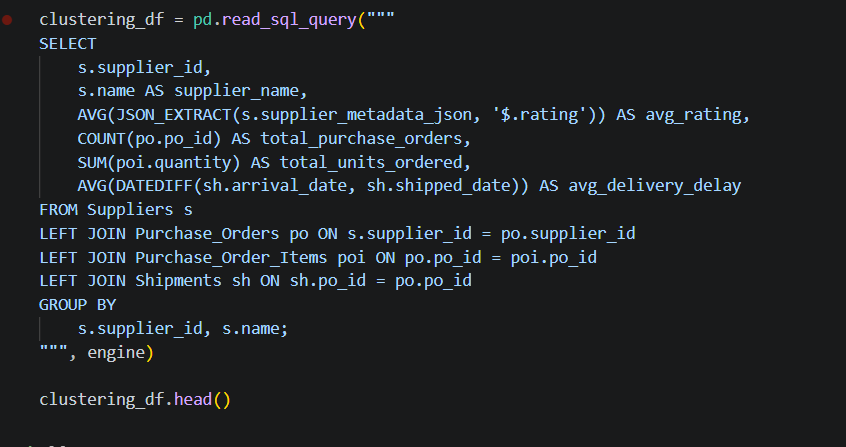 clustering_df = pd.read_sql_query("""
SELECT
s.supplier_id,
s.name AS supplier_name,
AVG(JSON_EXTRACT(s.supplier_metadata_json, '$.rating')) AS avg_rating,
COUNT(po.po_id) AS total_purchase_orders,
SUM(poi.quantity) AS total_units_ordered,
AVG(DATEDIFF(sh.arrival_date, sh.shipped_date)) AS avg_delivery_delay
FROM Suppliers s
LEFT JOIN Purchase_Orders po ON s.supplier_id = po.supplier_id
LEFT JOIN Purchase_Order_Items poi ON po.po_id = poi.po_id
LEFT JOIN Shipments sh ON sh.po_id = po.po_id
GROUP BY
s.supplier_id, s.name;
""", engine)
clustering_df.head()